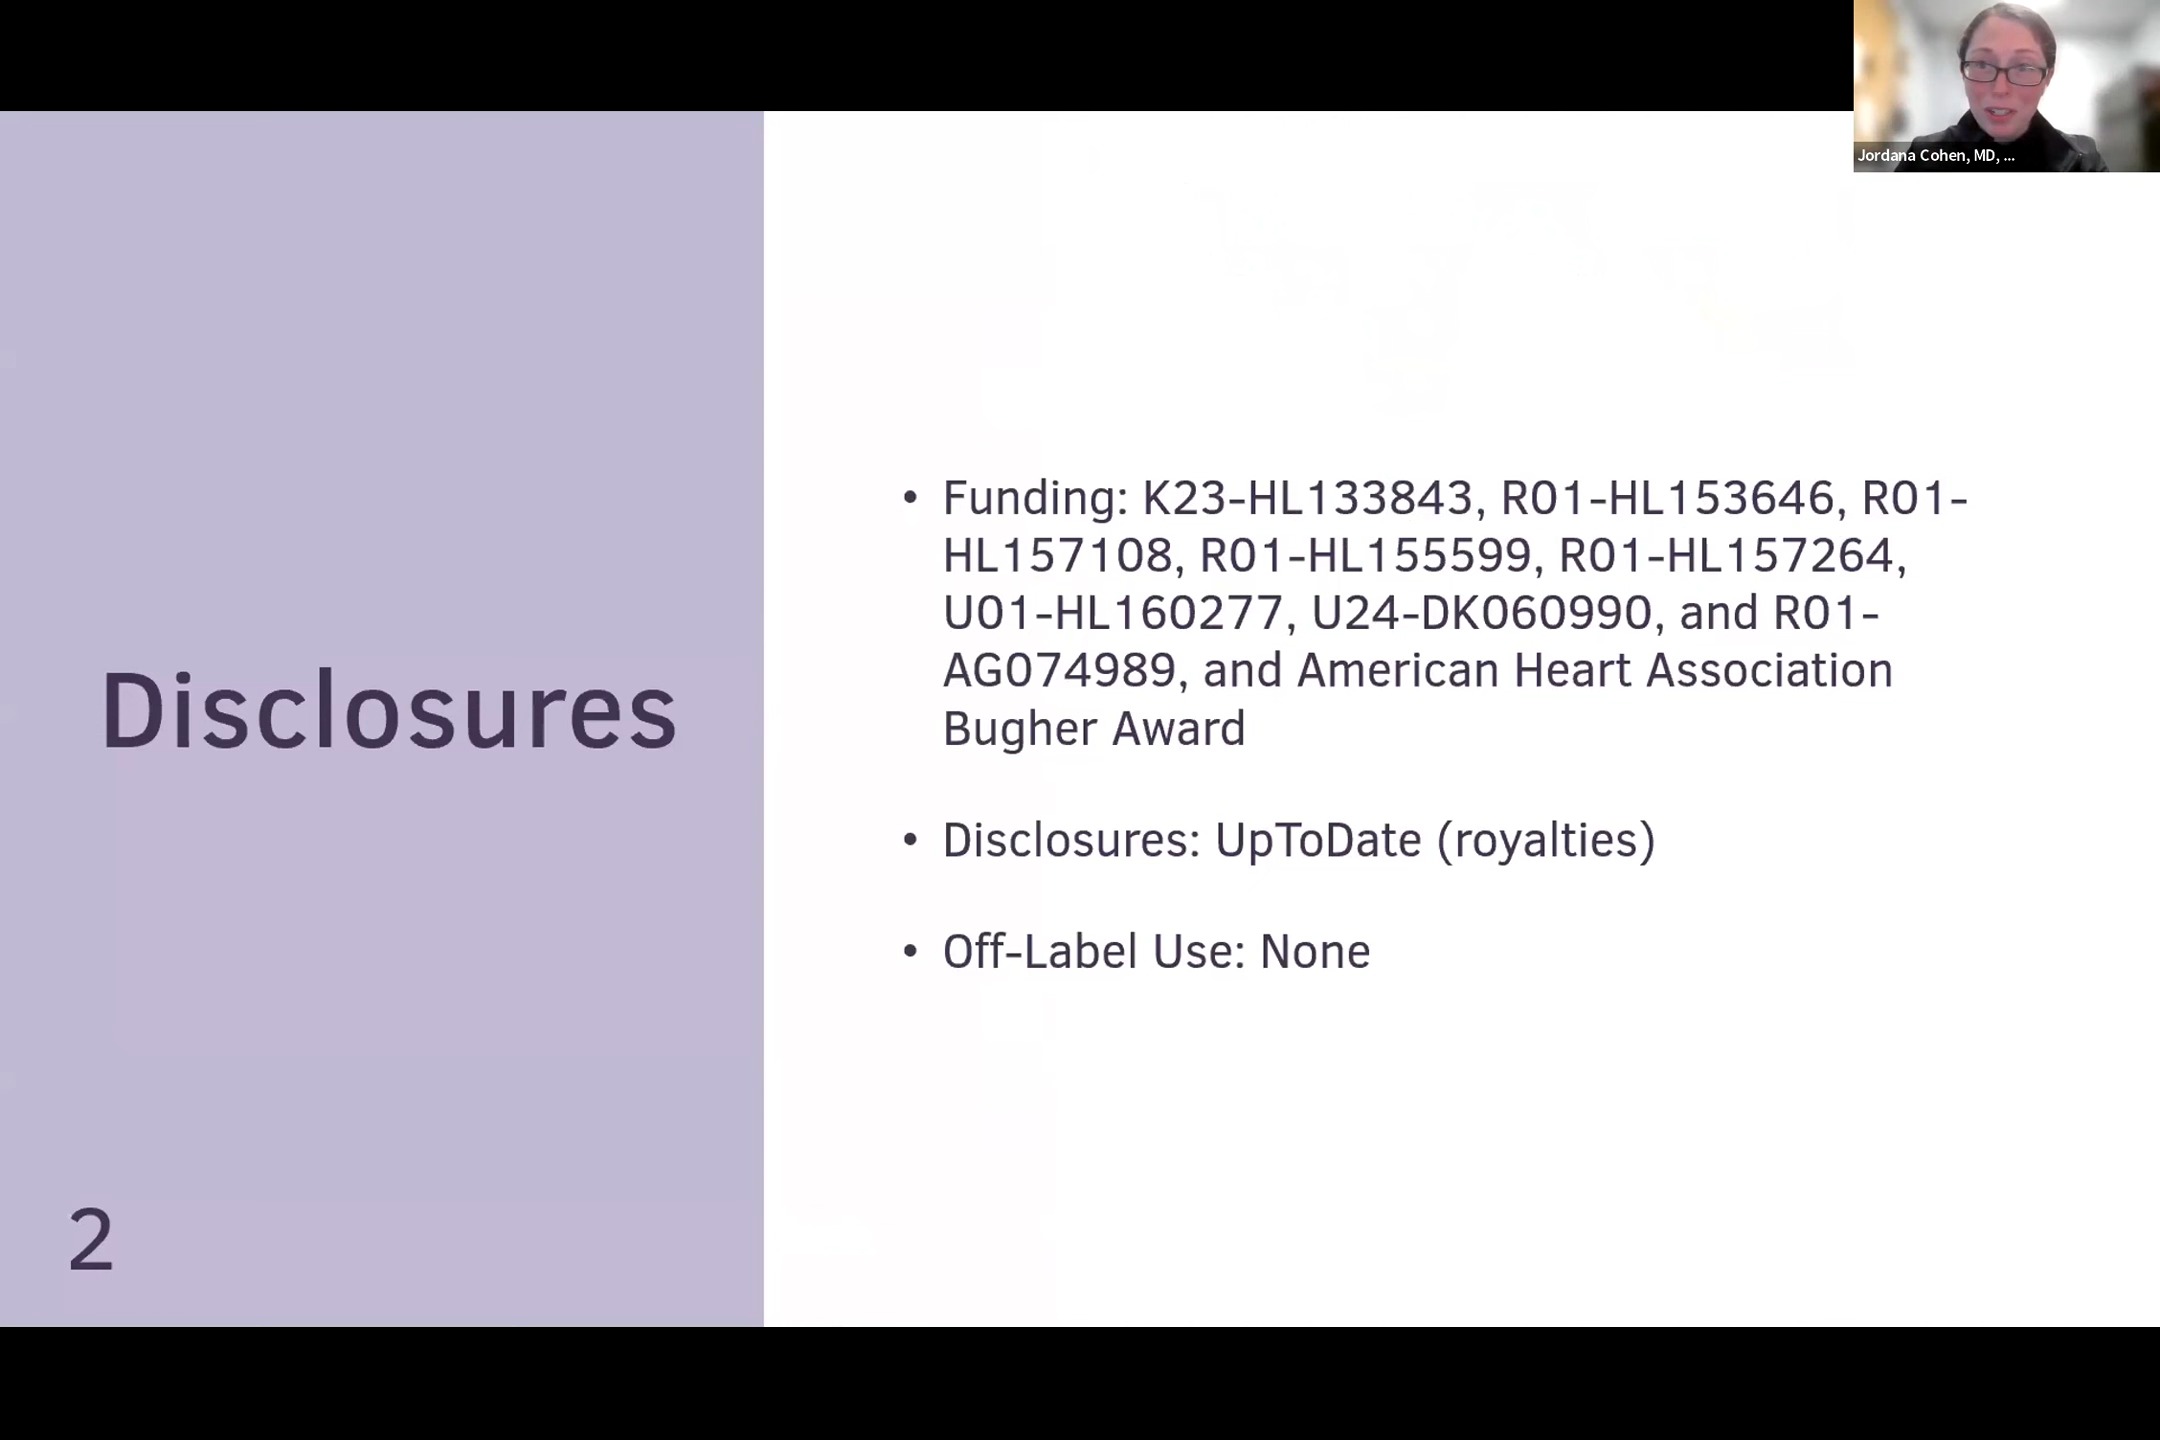 Jordana Cohen, MD, ...
Disclosures
• Funding: K23-HL133843, R01-HL153646, R01-
HL157108, R01-HL155599, R01-HL157264,
U01-HL160277, U24-DK060990, and R01-
AG074989, and American Heart Association
Bugher Award
• Disclosures: UpToDate (royalties)
• Off-Label Use: None
2